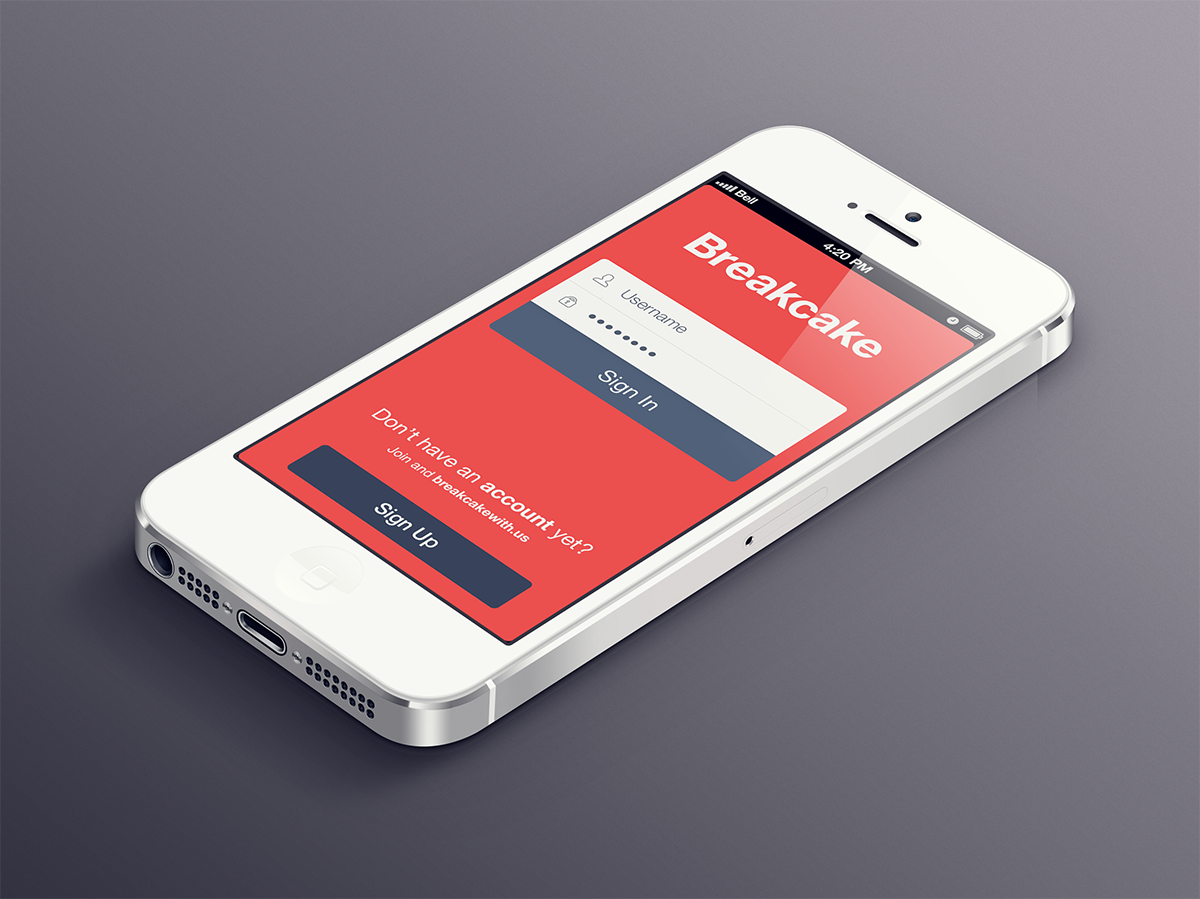 Bell
4:20 PM
Breakcake
Username
••••••••
Sign In
Don't have an account yet?
Join and breakcakewith.us
Sign Up